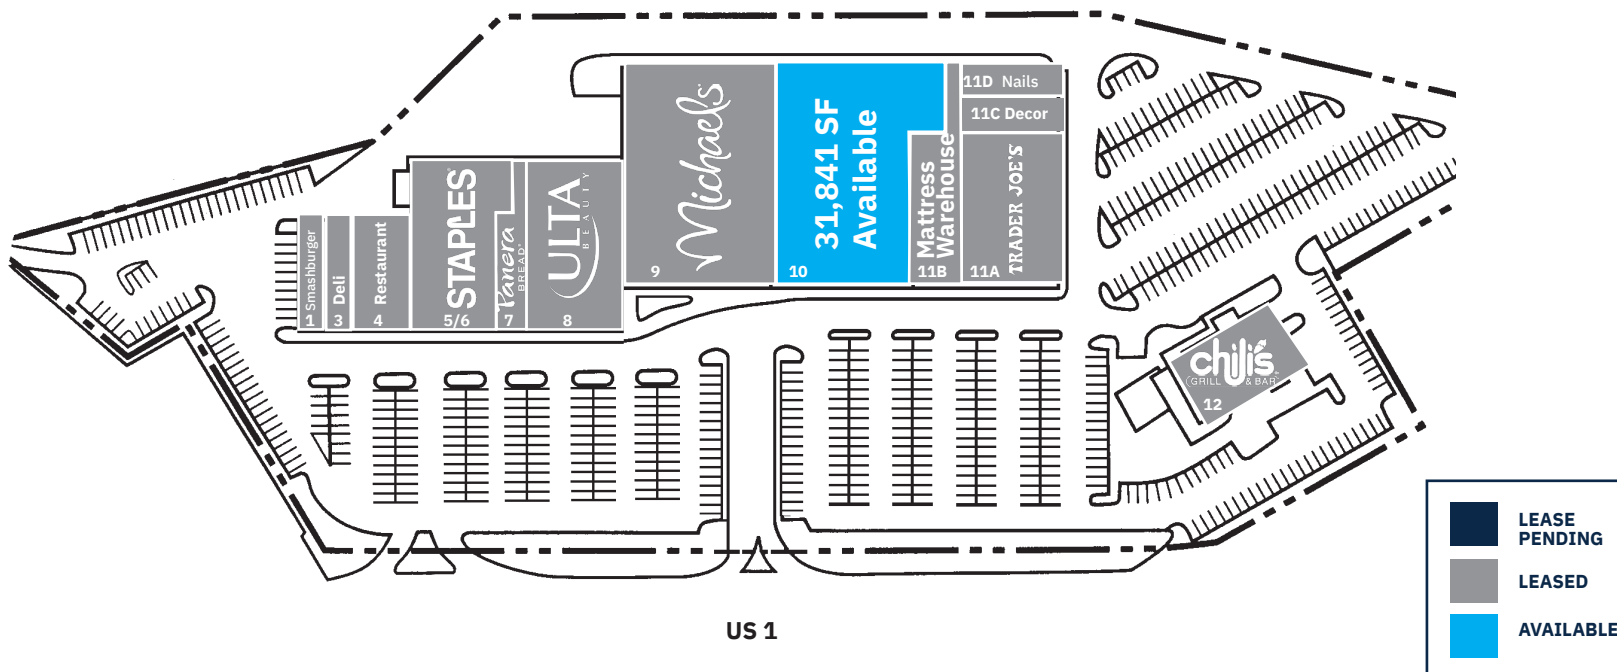 1 Smashburger
3 Deli
4 Restaurant
STAPLES
5/6
Panera
BREAD®
7
ULTA
BEAUTY
8
Michaels
9
31,841 SF
Available
10
Mattress
Warehouse
11B
11D Nails
11C Decor
TRADER JOE'S
11A
chili's
GRILL & BAR
12
US 1
LEASE
PENDING
LEASED
AVAILABLE